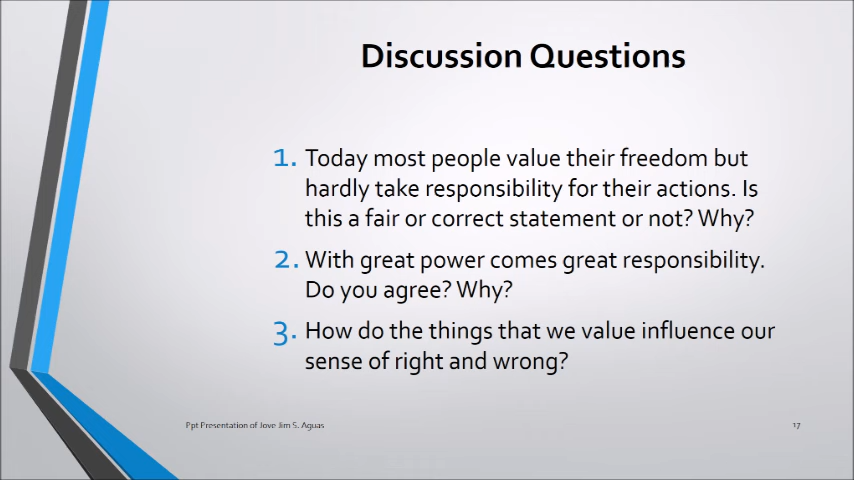 Discussion Questions
1. Today most people value their freedom but
hardly take responsibility for their actions. Is
this a fair or correct statement or not? Why?
2. With great power comes great responsibility.
Do you agree? Why?
3. How do the things that we value influence our
sense of right and wrong?
Ppt Presentation of Jove Jim S. Aguas
17